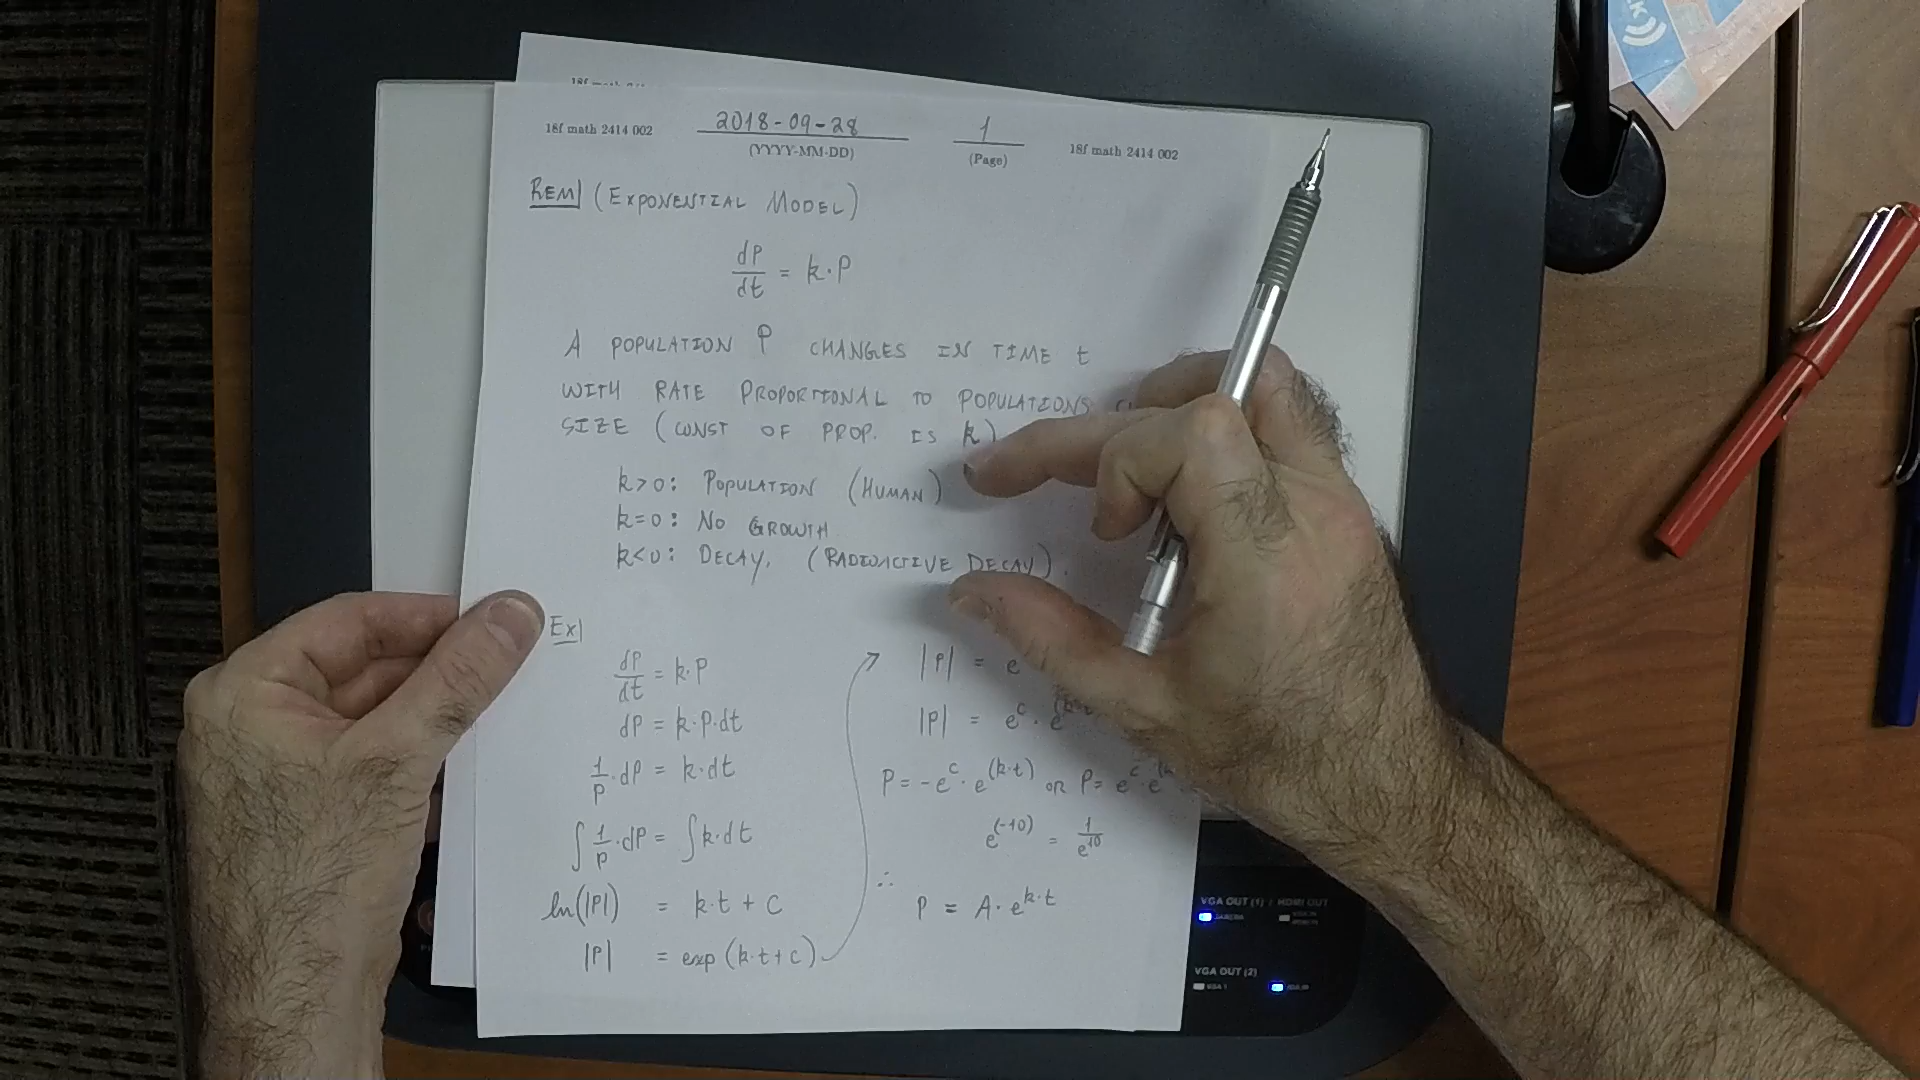 18f math 2414 002 2018-09-28 1 18f math 2414 002
(YYYY-MM-DD) (Page)
REM (EXPONENTIAL MODEL)
dP/dt = k·P
A POPULATION P CHANGES IN TIME t
WITH RATE PROPORTIONAL TO POPULATIONS
SIZE (CONST OF PROP. IS k)
k>0: POPULATION (HUMAN)
k=0: NO GROWTH
k<0: DECAY. (RADIOACTIVE DECAY).
Ex
dP/dt = k·P
dP = k·P·dt
1/P·dP = k·dt
∫ 1/P·dP = ∫k·dt
ln(|P|) = k·t + C
|P| = exp(k·t+c)
|P| = e
|P| = e^c · e^(k·t
P = -e^c · e^(k·t) OR P = e^c · e^(k
e^(-10) = 1/e^10
∴
P = A·e^k·t
VGA OUT (1) / HDMI OUT
CAMERA
VGA OUT (2)
VGA 1